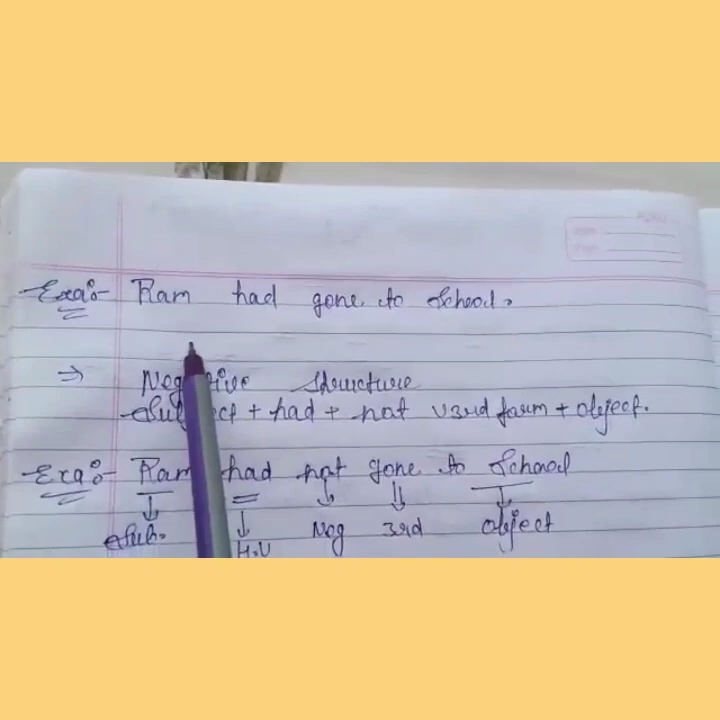 Exa:- Ram had gone to School.
⇒ Negative structure
Subject + had + not v3rd farm + object.
Exa:- Ram had not gone to School
Sub. H.V Neg 3rd object